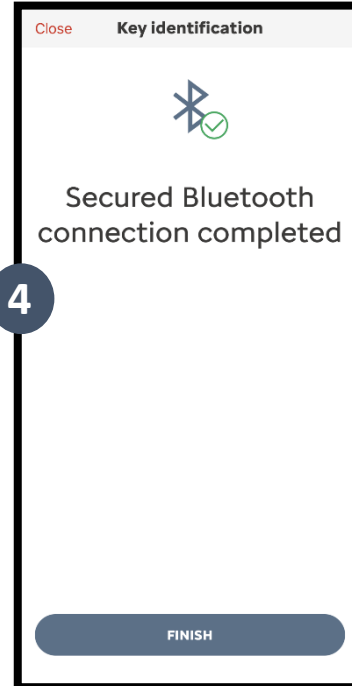 Close Key identification
Secured Bluetooth
connection completed
4
FINISH